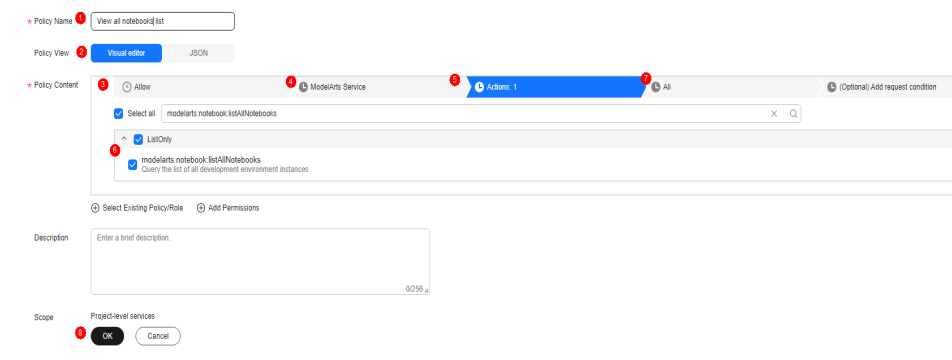 * Policy Name 1 View all notebooks list
Policy View 2 Visual editor JSON
* Policy Content 3 Allow 4 ModelArts Service 5 Actions: 1 7 All (Optional) Add request condition
Select all modelarts:notebook:listAllNotebooks
ListOnly
6
modelarts:notebook:listAllNotebooks
Query the list of all development environment instances
Select Existing Policy/Role Add Permissions
Description Enter a brief description.
0/256
Scope Project-level services
8 OK Cancel